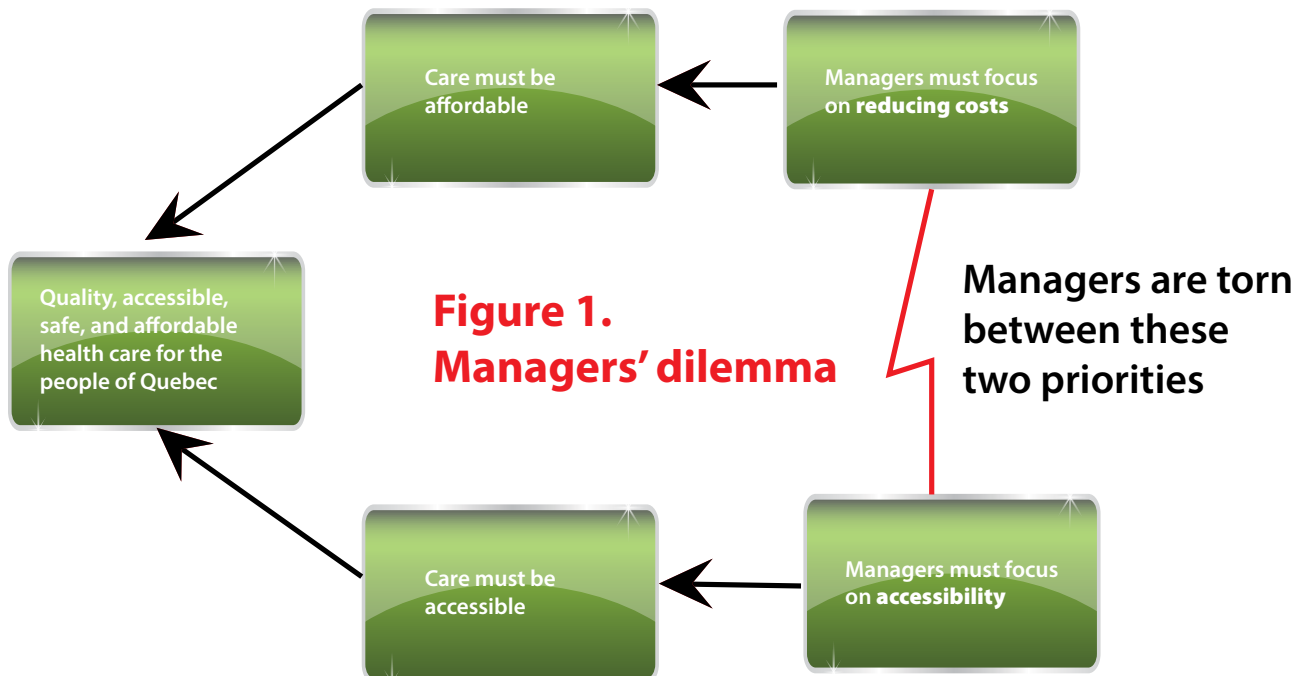 Care must be
affordable
Managers must focus
on reducing costs
Quality, accessible,
safe, and affordable
health care for the
people of Quebec
Figure 1.
Managers’ dilemma
Managers are torn
between these
two priorities
Care must be
accessible
Managers must focus
on accessibility